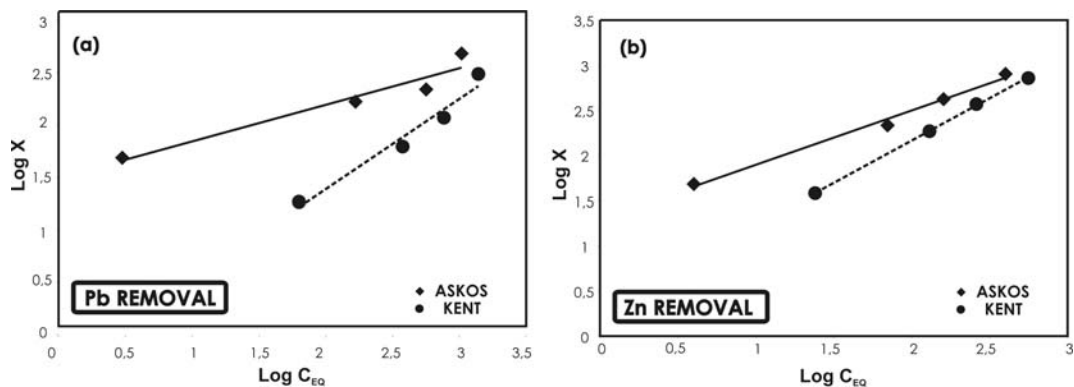 (a)
Log X
3
2.5
2
1.5
1
0,5
0
Pb REMOVAL
ASKOS
KENT
0 0,5 1 1.5 2 2.5 3 3,5
Log CEQ
(b)
Log X
3.5
3
2.5
2
1.5
1
0.5
0
Zn REMOVAL
ASKOS
KENT
0 0.5 1 1.5 2 2.5 3
Log CEQ